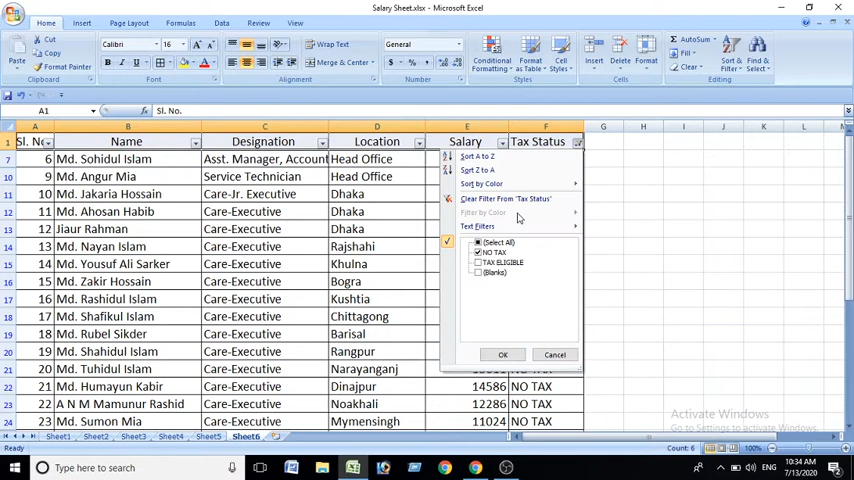 Salary Sheet.xlsx - Microsoft Excel
Home Insert Page Layout Formulas Data Review View
Paste
Cut
Copy
Format Painter
Clipboard
Calibri 16
B I U
Font
Wrap Text
Merge & Center
Alignment
General
$ % ,
Number
Conditional Formatting
Format as Table
Cell Styles
Styles
Insert Delete Format
Cells
AutoSum
Fill
Clear
Sort & Filter
Find & Select
Editing
A1 fx Sl. No.
A B C D E F G H I J K L M
1 Sl. No Name Designation Location Salary Tax Status
7 6 Md. Sohidul Islam Asst. Manager, Account Head Office
10 9 Md. Angur Mia Service Technician Head Office
11 10 Md. Jakaria Hossain Care-Jr. Executive Dhaka
12 11 Md. Ahosan Habib Care-Executive Dhaka
13 12 Jiaur Rahman Care-Executive Dhaka
14 13 Md. Nayan Islam Care-Executive Rajshahi
15 14 Md. Yousuf Ali Sarker Care-Executive Khulna
16 15 Md. Zakir Hossain Care-Executive Bogra
17 16 Md. Rashidul Islam Care-Executive Kushtia
18 17 Md. Shafikul Islam Care-Executive Chittagong
19 18 Md. Rubel Sikder Care-Executive Barisal
20 19 Md. Shahidul Islam Care-Executive Rangpur
21 20 Md. Tuhidul Islam Care-Executive Narayanganj
22 21 Md. Humayun Kabir Care-Executive Dinajpur 14586 NO TAX
23 22 A N M Mamunur Rashid Care-Executive Noakhali 12286 NO TAX
24 23 Md. Sumon Mia Care-Executive Mymensingh 11024 NO TAX
Sort A to Z
Sort Z to A
Sort by Color
Clear Filter From "Tax Status"
Filter by Color
Text Filters
(Select All)
NO TAX
TAX ELIGIBLE
(Blanks)
OK Cancel
Activate Windows
Go to Settings to activate Windows.
Sheet1 Sheet2 Sheet3 Sheet4 Sheet5 Sheet6
Ready Count: 6 100%
Type here to search
ENG
10:34 AM
7/13/2020
2